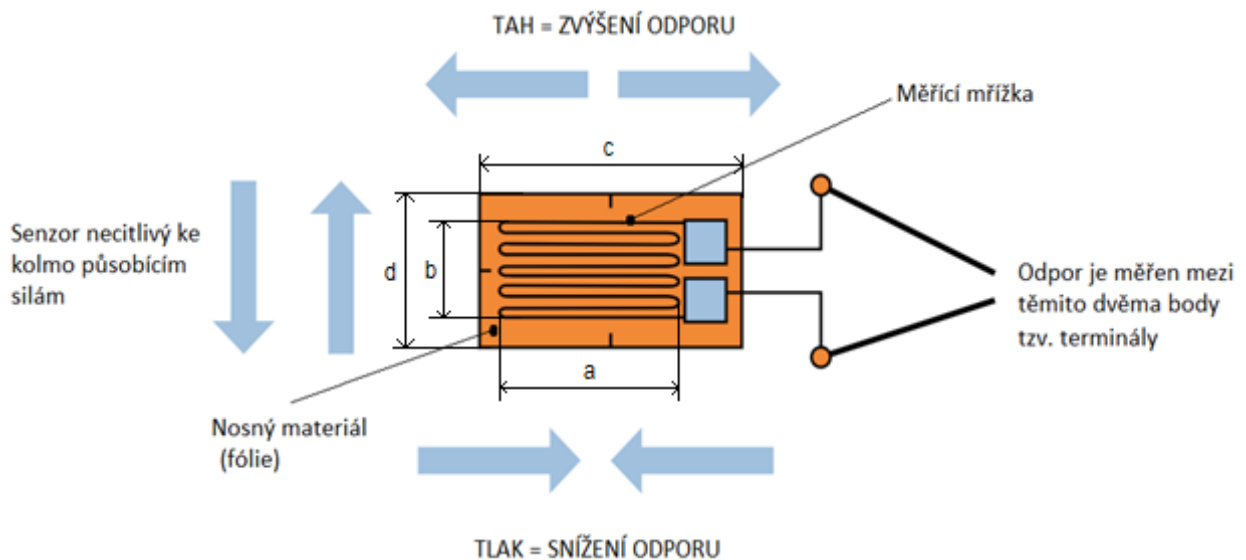 TAH = ZVÝŠENÍ ODPORU
Měřící mřížka
c
Senzor necitlivý ke
kolmo působícím
silám
d
b
Odpor je měřen mezi
těmito dvěma body
tzv. terminály
a
Nosný materiál
(fólie)
TLAK = SNÍŽENÍ ODPORU